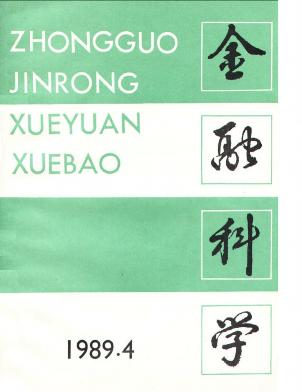 ZHONGGUO
JINRONG
XUEYUAN
XUEBAO
金
融
科
学
1989·4